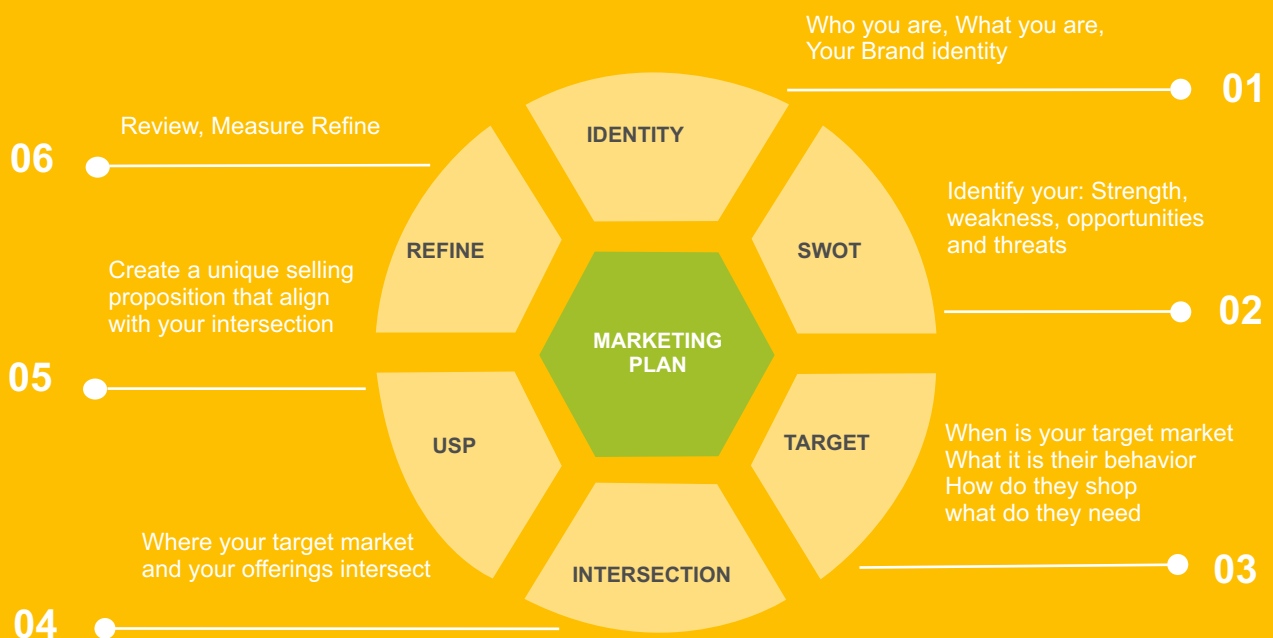 Who you are, What you are,
Your Brand identity
01
IDENTITY
Identify your: Strength,
weakness, opportunities
and threats
02
SWOT
When is your target market
What it is their behavior
How do they shop
what do they need
03
TARGET
Where your target market
and your offerings intersect
04
INTERSECTION
Create a unique selling
proposition that align
with your intersection
05
USP
Review, Measure Refine
06
REFINE
MARKETING
PLAN